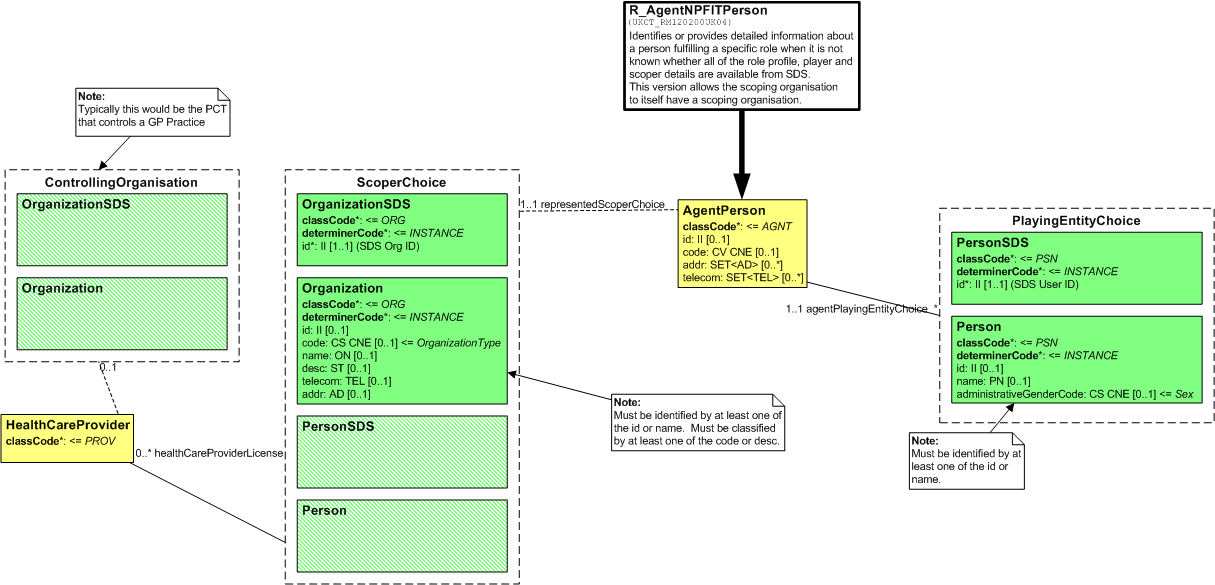 R_AgentNPFITPerson
(UKCT_RM120200UK04)
Identifies or provides detailed information about
a person fulfilling a specific role when it is not
known whether all of the role profile, player and
scoper details are available from SDS.
This version allows the scoping organisation
to itself have a scoping organisation.
Note:
Typically this would be the PCT
that controls a GP Practice
ControllingOrganisation
OrganizationSDS
Organization
0..1
HealthCareProvider
classCode*: <= PROV
0..* healthCareProviderLicense
ScoperChoice
OrganizationSDS
classCode*: <= ORG
determinerCode*: <= INSTANCE
id*: II [1..1] (SDS Org ID)
Organization
classCode*: <= ORG
determinerCode*: <= INSTANCE
id: II [0..1]
code: CS CNE [0..1] <= OrganizationType
name: ON [0..1]
desc: ST [0..1]
telecom: TEL [0..1]
addr: AD [0..1]
PersonSDS
Person
1..1 representedScoperChoice
AgentPerson
classCode*: <= AGNT
id: II [0..1]
code: CV CNE [0..1]
addr: SET<AD> [0..*]
telecom: SET<TEL> [0..*]
1..1 agentPlayingEntityChoice *
PlayingEntityChoice
PersonSDS
classCode*: <= PSN
determinerCode*: <= INSTANCE
id*: II [1..1] (SDS User ID)
Person
classCode*: <= PSN
determinerCode*: <= INSTANCE
id: II [0..1]
name: PN [0..1]
administrativeGenderCode: CS CNE [0..1] <= Sex
Note:
Must be identified by at least one of
the id or name.  Must be classified
by at least one of the code or desc.
Note:
Must be identified by at
least one of the id or
name.